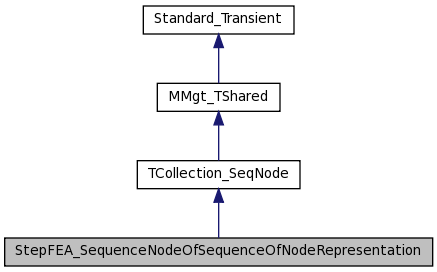 Standard_Transient
MMgt_TShared
TCollection_SeqNode
StepFEA_SequenceNodeOfSequenceOfNodeRepresentation